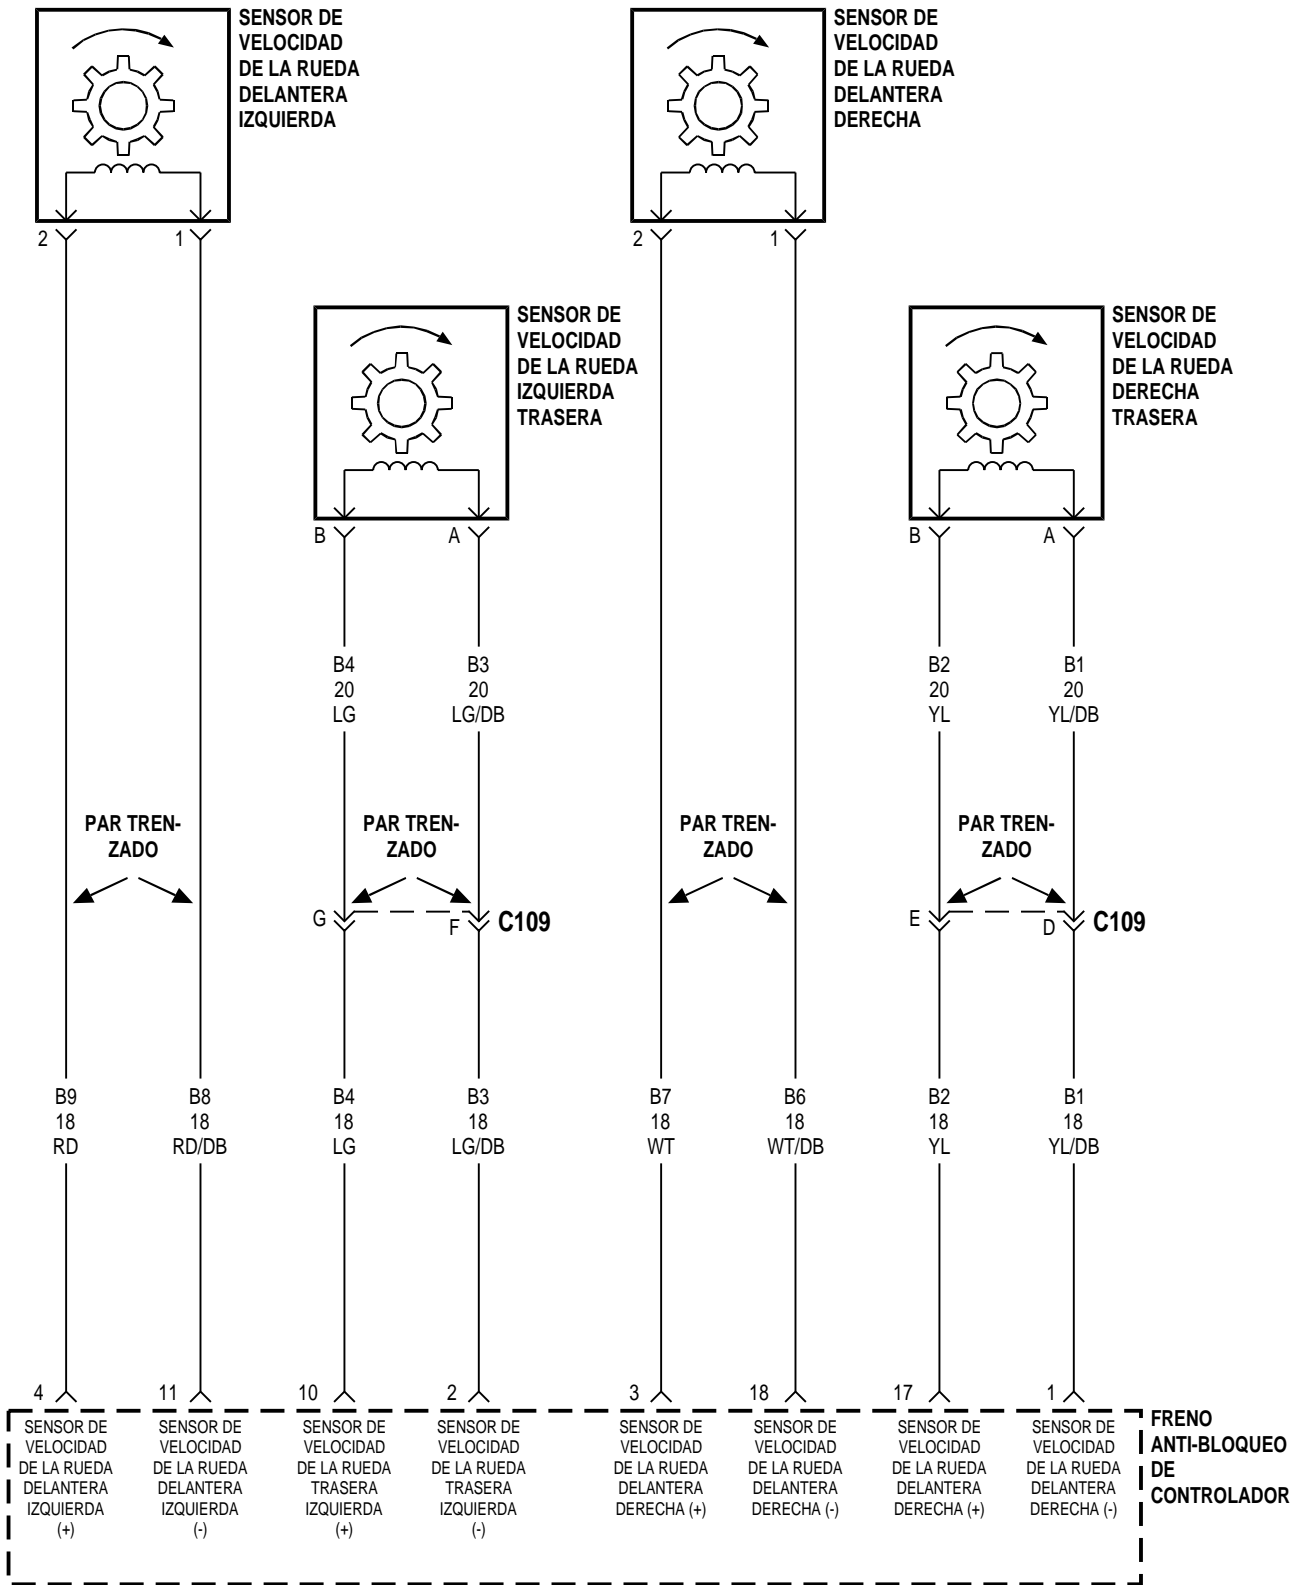 SENSOR DE
VELOCIDAD
DE LA RUEDA
DELANTERA
IZQUIERDA
SENSOR DE
VELOCIDAD
DE LA RUEDA
DELANTERA
DERECHA
2 1
2 1
SENSOR DE
VELOCIDAD
DE LA RUEDA
IZQUIERDA
TRASERA
SENSOR DE
VELOCIDAD
DE LA RUEDA
DERECHA
TRASERA
B A
B A
B4
20
LG
B3
20
LG/DB
B2
20
YL
B1
20
YL/DB
PAR TREN-
ZADO
PAR TREN-
ZADO
PAR TREN-
ZADO
PAR TREN-
ZADO
G F C109
E D C109
B9
18
RD
B8
18
RD/DB
B4
18
LG
B3
18
LG/DB
B7
18
WT
B6
18
WT/DB
B2
18
YL
B1
18
YL/DB
4 11 10 2 3 18 17 1
SENSOR DE
VELOCIDAD
DE LA RUEDA
DELANTERA
IZQUIERDA
(+)
SENSOR DE
VELOCIDAD
DE LA RUEDA
DELANTERA
IZQUIERDA
(-)
SENSOR DE
VELOCIDAD
DE LA RUEDA
TRASERA
IZQUIERDA
(+)
SENSOR DE
VELOCIDAD
DE LA RUEDA
TRASERA
IZQUIERDA
(-)
SENSOR DE
VELOCIDAD
DE LA RUEDA
DELANTERA
DERECHA (+)
SENSOR DE
VELOCIDAD
DE LA RUEDA
DELANTERA
DERECHA (-)
SENSOR DE
VELOCIDAD
DE LA RUEDA
DELANTERA
DERECHA (+)
SENSOR DE
VELOCIDAD
DE LA RUEDA
DELANTERA
DERECHA (-)
FRENO
ANTI-BLOQUEO
DE
CONTROLADOR